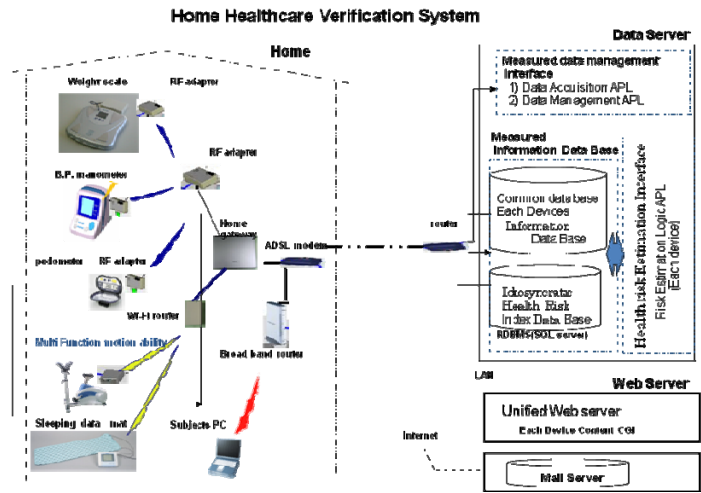 Home Healthcare Verification System
Home
Weight scale
RF adapter
RF adapter
B.P. manometer
Home
gateway
ADSL modem
pedometer
RF adapter
Wi-Fi router
Multi Function motion ability
Broad band router
Sleeping data mat
Subjects PC
router
Data Server
Measured data management
Interface
1) Data Acquisition APL
2) Data Management APL
Measured
Information Data Base
Common database
Each Devices
Information
Data Base
Idiosyncratic
Health Risk
Index Data Base
RDBMS(SQL server)
Health risk Estimation Interface
Risk Estimation Logic APL
(Each device)
LAN
Web Server
Unified Web server
Each Device Content CGI
Internet
Mail Server